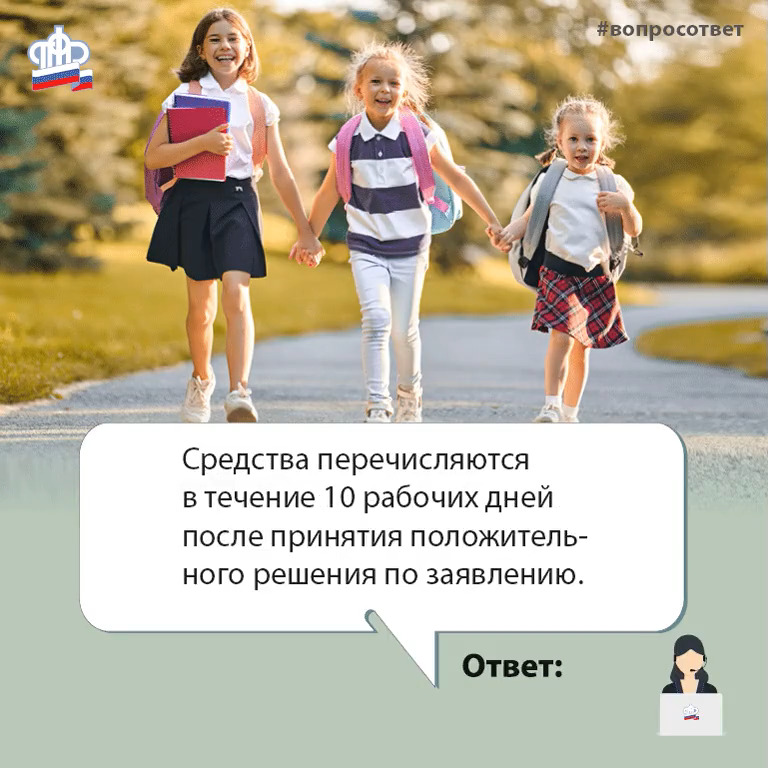 #вопросответ
Средства перечисляются
в течение 10 рабочих дней
после принятия положитель-
ного решения по заявлению.
Ответ: